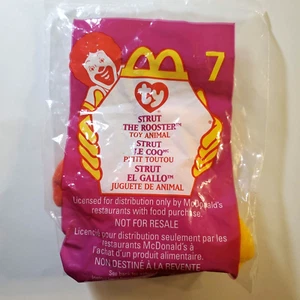 7
ty
STRUT
THE ROOSTER™
TOY ANIMAL
STRUT
LE COQ™
PETIT TOUTOU
STRUT
EL GALLO™
JUGUETE DE ANIMAL
Licensed for distribution only by McDonald's
restaurants with food purchase.
NOT FOR RESALE
Licencié pour distribution seulement par les
restaurants McDonald's à
l'achat d'un produit alimentaire.
NON DESTINÉ À LA REVENTE